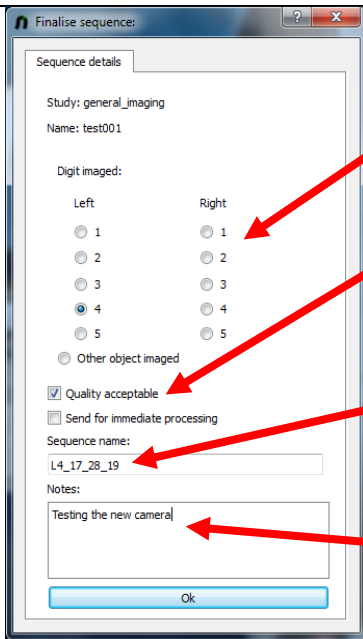 Finalise sequence:
Sequence details
Study: general_imaging
Name: test001
Digit imaged:
Left Right
1 1
2 2
3 3
4 4
5 5
Other object imaged
Quality acceptable
Send for immediate processing
Sequence name:
L4_17_28_19
Notes:
Testing the new camera
Ok